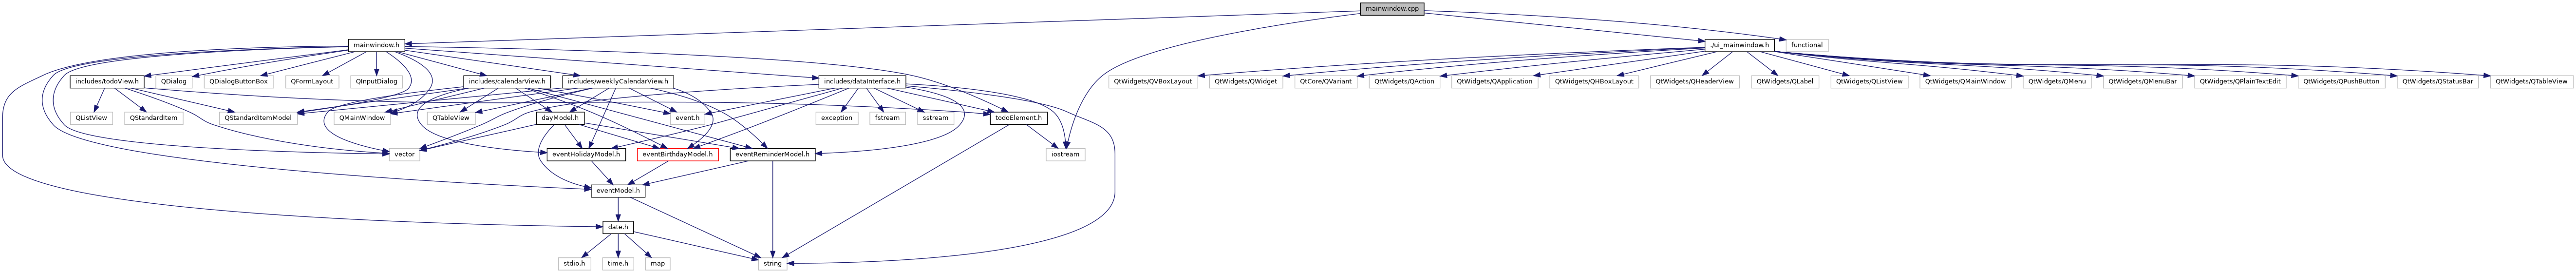 mainwindow.cpp
mainwindow.h
./ui_mainwindow.h
functional
includes/todoView.h
QDialog
QDialogButtonBox
QFormLayout
QInputDialog
includes/calendarView.h
includes/weeklyCalendarView.h
includes/dataInterface.h
QtWidgets/QVBoxLayout
QtWidgets/QWidget
QtCore/QVariant
QtWidgets/QAction
QtWidgets/QApplication
QtWidgets/QHBoxLayout
QtWidgets/QHeaderView
QtWidgets/QLabel
QtWidgets/QListView
QtWidgets/QMainWindow
QtWidgets/QMenu
QtWidgets/QMenuBar
QtWidgets/QPlainTextEdit
QtWidgets/QPushButton
QtWidgets/QStatusBar
QtWidgets/QTableView
QListView
QStandardItem
QStandardItemModel
QMainWindow
QTableView
dayModel.h
event.h
exception
fstream
sstream
todoElement.h
vector
eventHolidayModel.h
eventBirthdayModel.h
eventReminderModel.h
iostream
eventModel.h
date.h
stdio.h
time.h
map
string